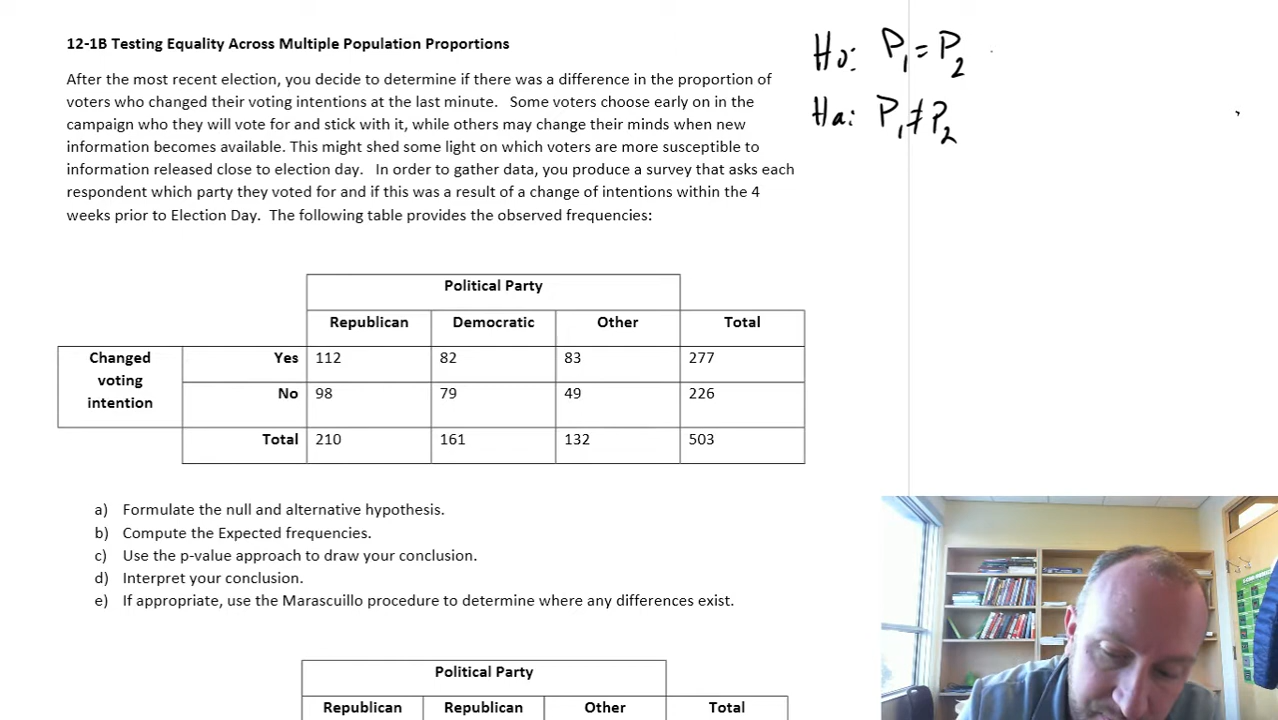 12-1B Testing Equality Across Multiple Population Proportions
After the most recent election, you decide to determine if there was a difference in the proportion of
voters who changed their voting intentions at the last minute. Some voters choose early on in the
campaign who they will vote for and stick with it, while others may change their minds when new
information becomes available. This might shed some light on which voters are more susceptible to
information released close to election day. In order to gather data, you produce a survey that asks each
respondent which party they voted for and if this was a result of a change of intentions within the 4
weeks prior to Election Day. The following table provides the observed frequencies:
Political Party
Republican Democratic Other Total
Changed voting intention
Yes 112 82 83 277
No 98 79 49 226
Total 210 161 132 503
a) Formulate the null and alternative hypothesis.
b) Compute the Expected frequencies.
c) Use the p-value approach to draw your conclusion.
d) Interpret your conclusion.
e) If appropriate, use the Marascuillo procedure to determine where any differences exist.
Political Party
Republican Republican Other Total
Ho: P₁ = P₂
Ha: P₁ ≠ P₂